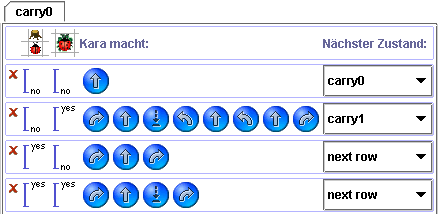 carry0
Kara macht: Nächster Zustand:
no no carry0
no yes carry1
yes no next row
yes yes next row